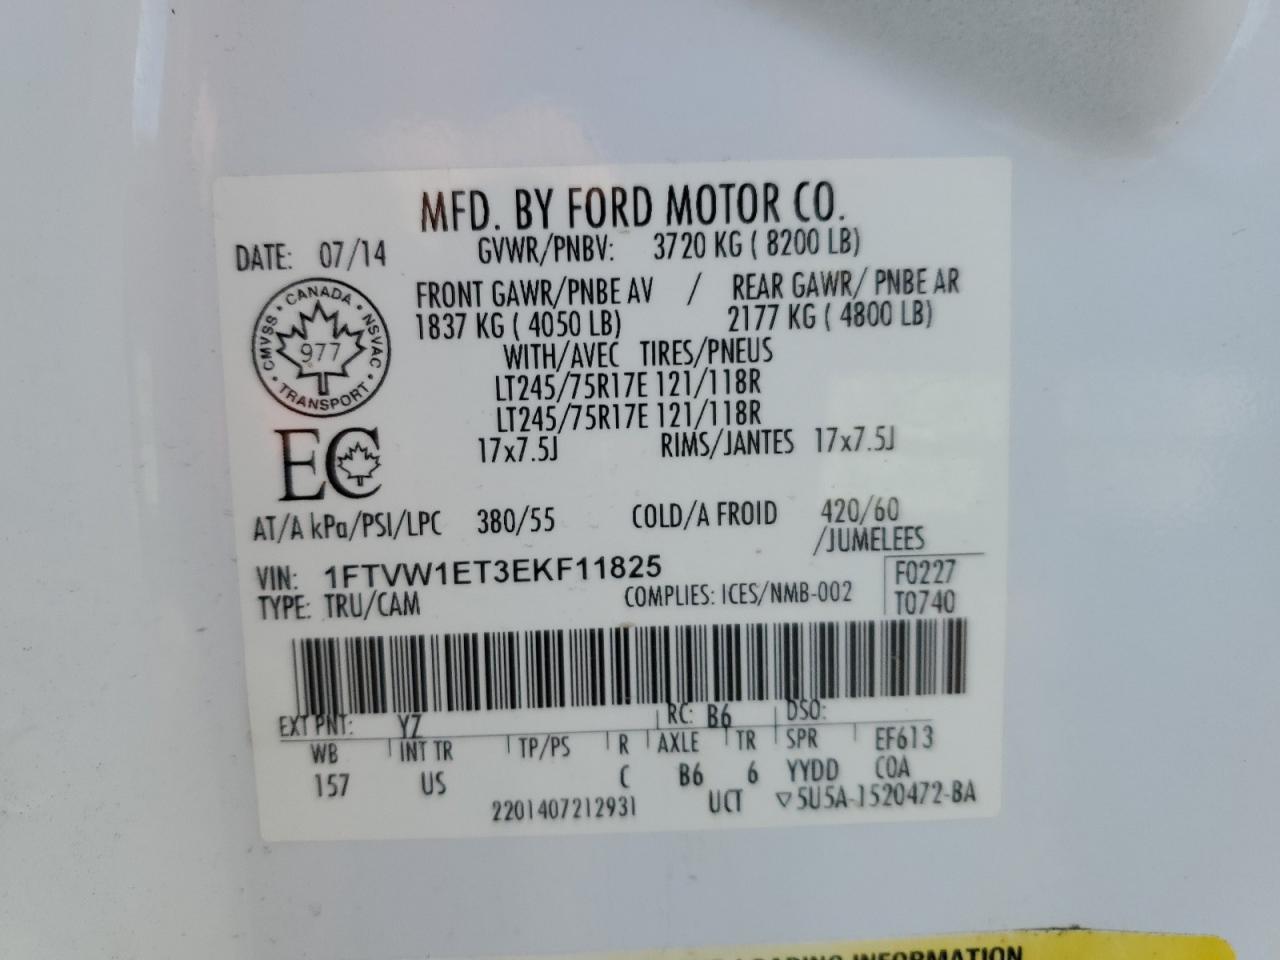 MFD. BY FORD MOTOR CO.
DATE: 07/14 GVWR/PNBV: 3720 KG ( 8200 LB)
FRONT GAWR/PNBE AV / REAR GAWR/ PNBE AR
1837 KG ( 4050 LB) 2177 KG ( 4800 LB)
CANADA
CMVSS NSVAC
977
TRANSPORT
WITH/AVEC TIRES/PNEUS
LT245/75R17E 121/118R
LT245/75R17E 121/118R
17x7.5J RIMS/JANTES 17x7.5J
EC
AT/A kPa/PSI/LPC 380/55 COLD/A FROID 420/60
/JUMELEES
VIN: 1FTVW1ET3EKF11825 F0227
TYPE: TRU/CAM COMPLIES: ICES/NMB-002 T0740
EXT PNT: YZ RC: B6 DSO:
WB INT TR TP/PS R AXLE TR SPR EF613
157 US C B6 6 YYDD COA
2201407212931 UCT 5U5A-1520472-BA
INFORMATION